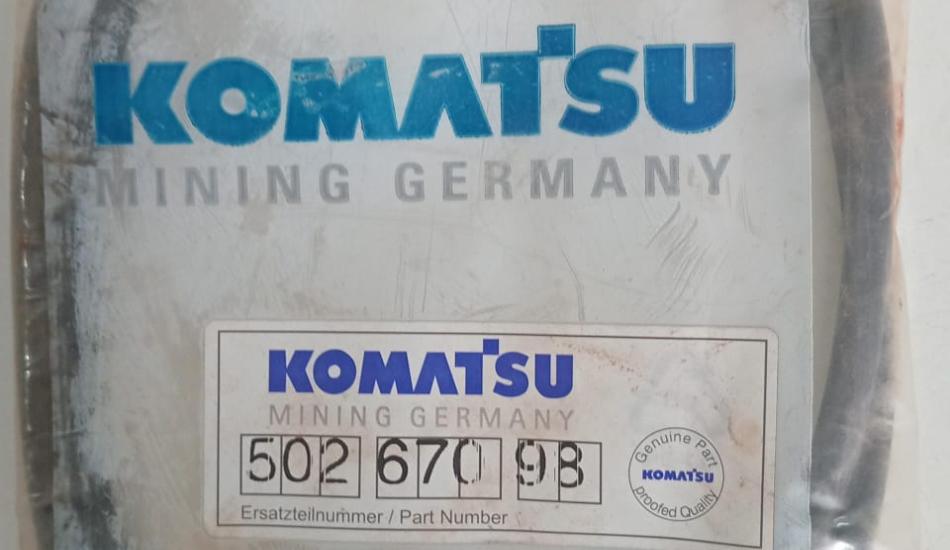 KOMATSU
MINING GERMANY
KOMATSU
MINING GERMANY
502 670 98
Ersatzteilnummer / Part Number
Genuine Part
KOMATSU
proofed Quality